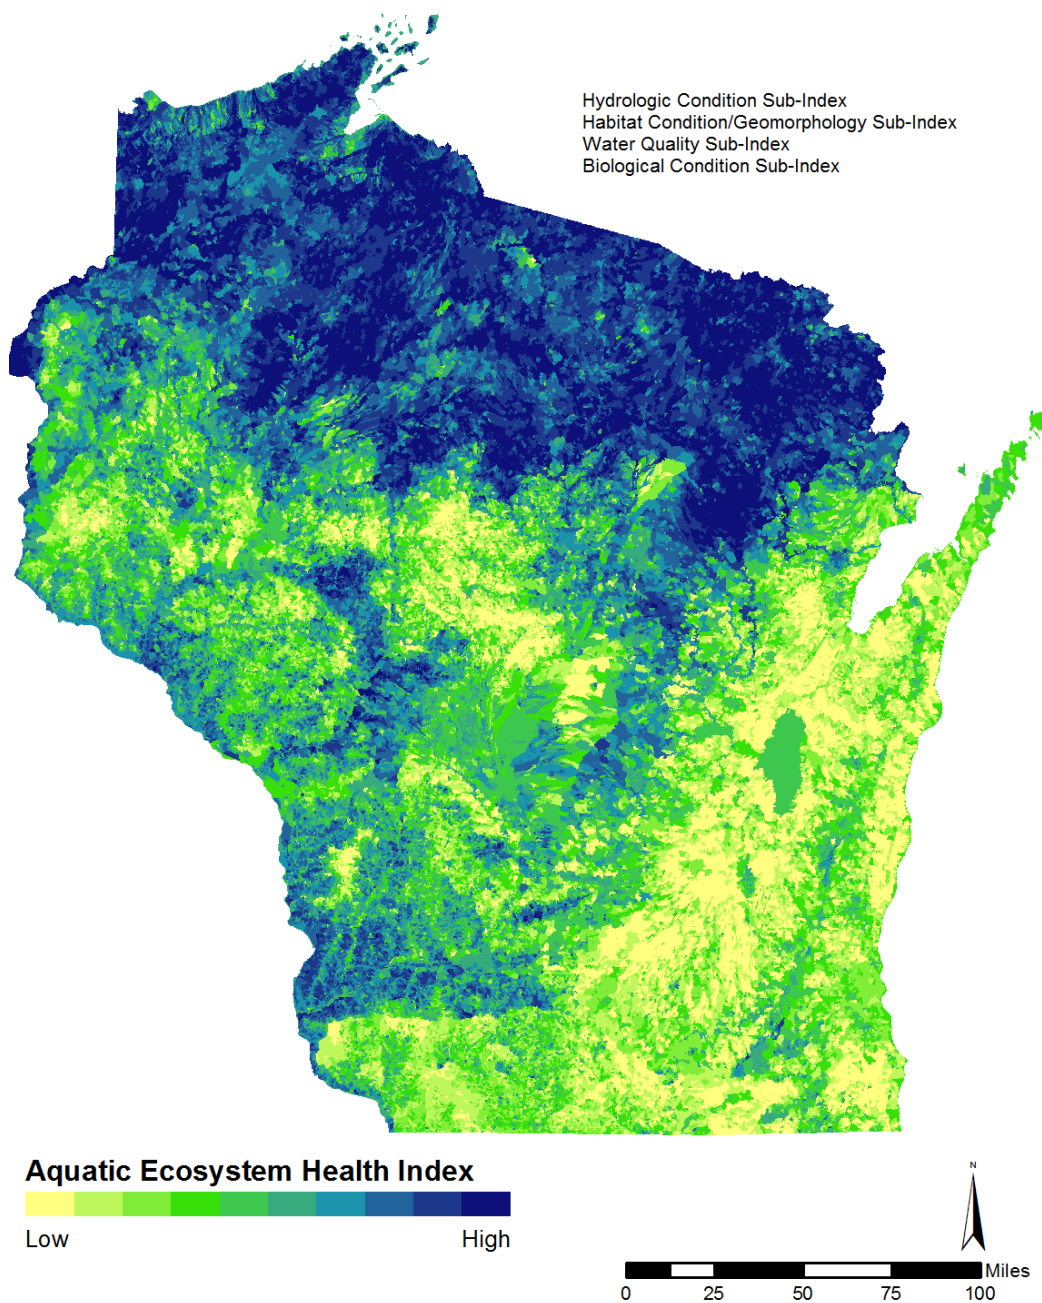 Hydrologic Condition Sub-Index
Habitat Condition/Geomorphology Sub-Index
Water Quality Sub-Index
Biological Condition Sub-Index
Aquatic Ecosystem Health Index
Low High
N
Miles
0 25 50 75 100